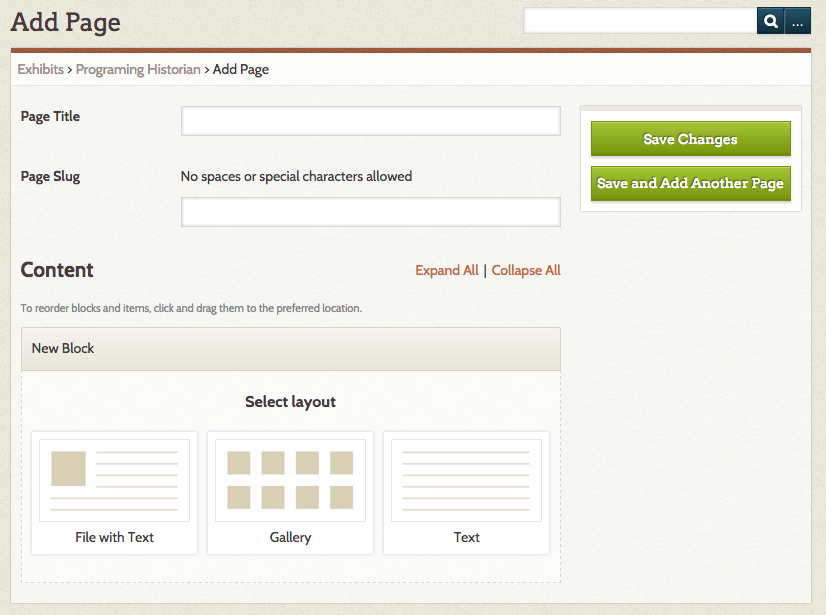 Add Page
...
Exhibits > Programing Historian > Add Page
Page Title
Save Changes
Page Slug
No spaces or special characters allowed
Save and Add Another Page
Content
Expand All | Collapse All
To reorder blocks and items, click and drag them to the preferred location.
New Block
Select layout
File with Text
Gallery
Text